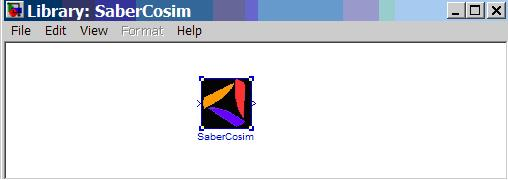 Library: SaberCosim
File Edit View Format Help
SaberCosim